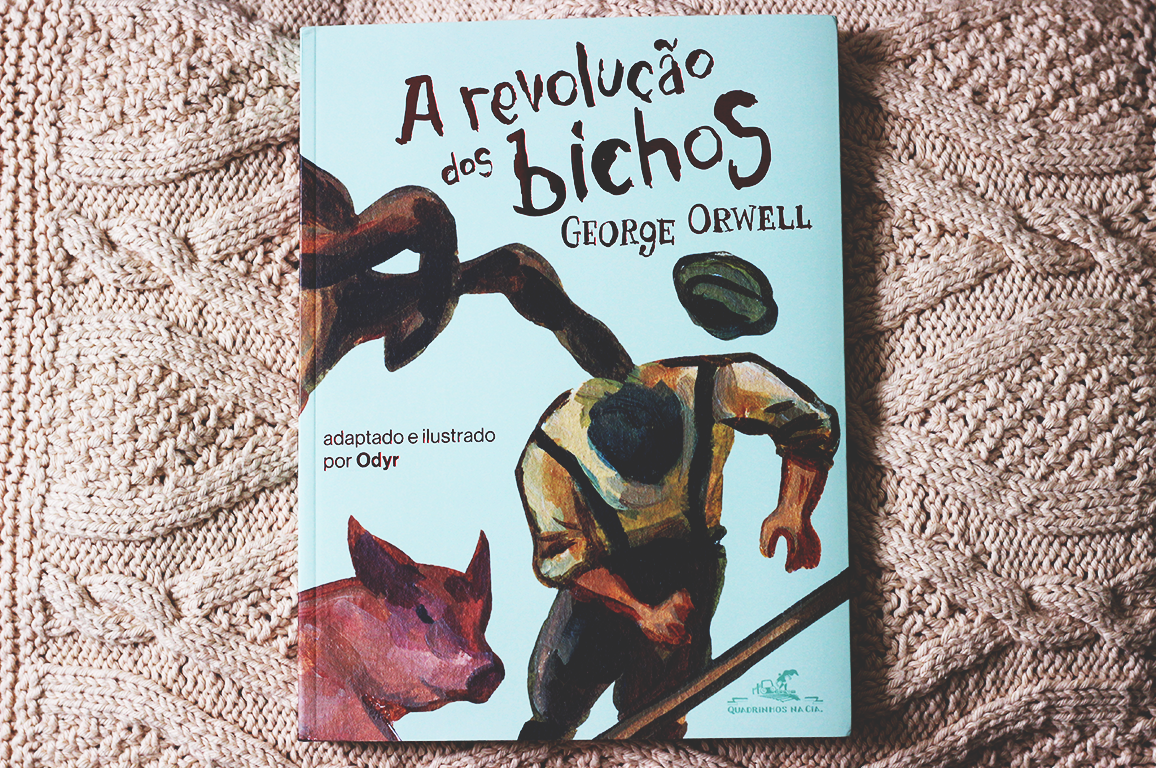 A revolução
dos bichos
GEORGE ORWELL
adaptado e ilustrado
por Odyr
QUADRINHOS NA CIA.